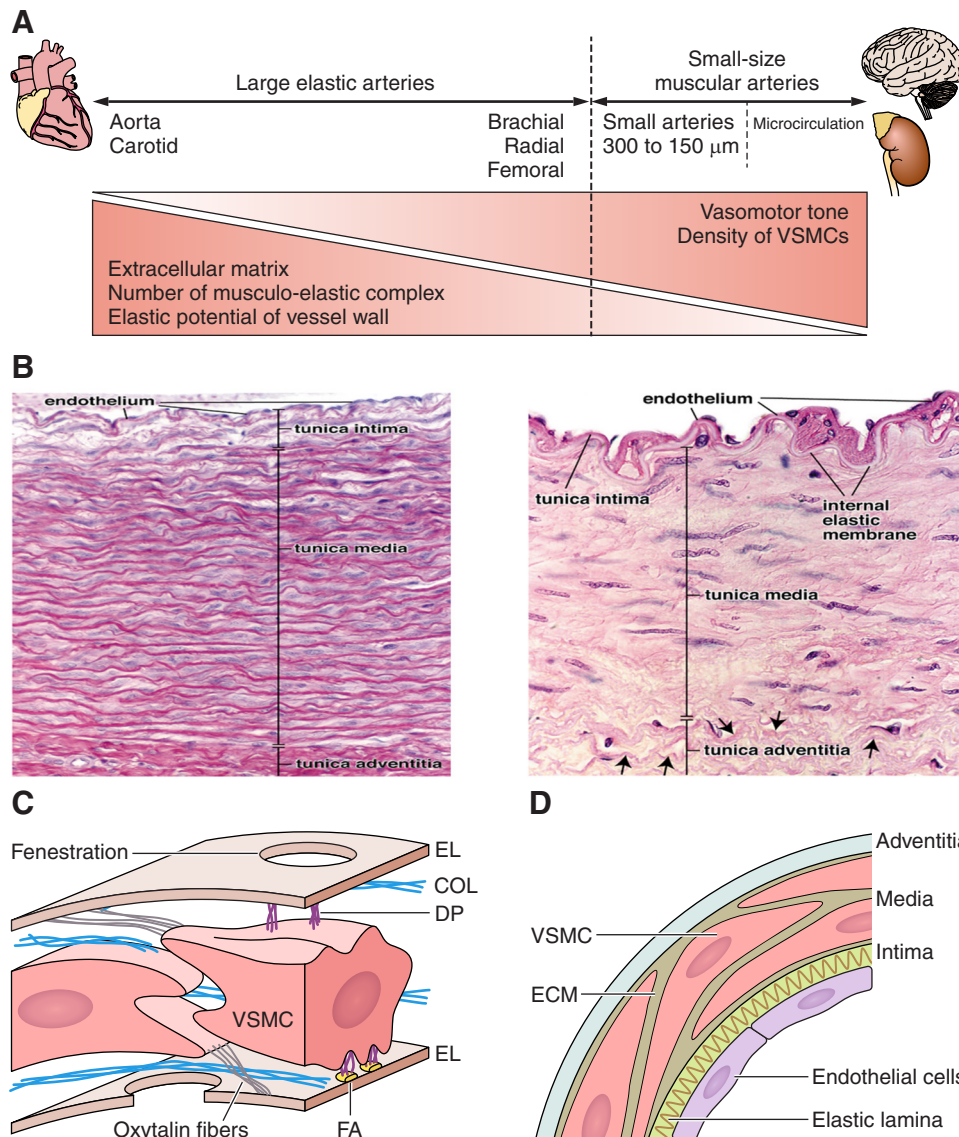 A
Large elastic arteries
Small-size
muscular arteries
Aorta
Carotid
Brachial
Radial
Femoral
Small arteries
300 to 150 μm
Microcirculation
Vasomotor tone
Density of VSMCs
Extracellular matrix
Number of musculo-elastic complex
Elastic potential of vessel wall
B
endothelium
tunica intima
tunica media
tunica adventitia
endothelium
tunica intima
internal
elastic
membrane
tunica media
tunica adventitia
C
Fenestration
EL
COL
DP
VSMC
EL
Oxytalin fibers
FA
D
Adventitia
Media
VSMC
Intima
ECM
Endothelial cells
Elastic lamina